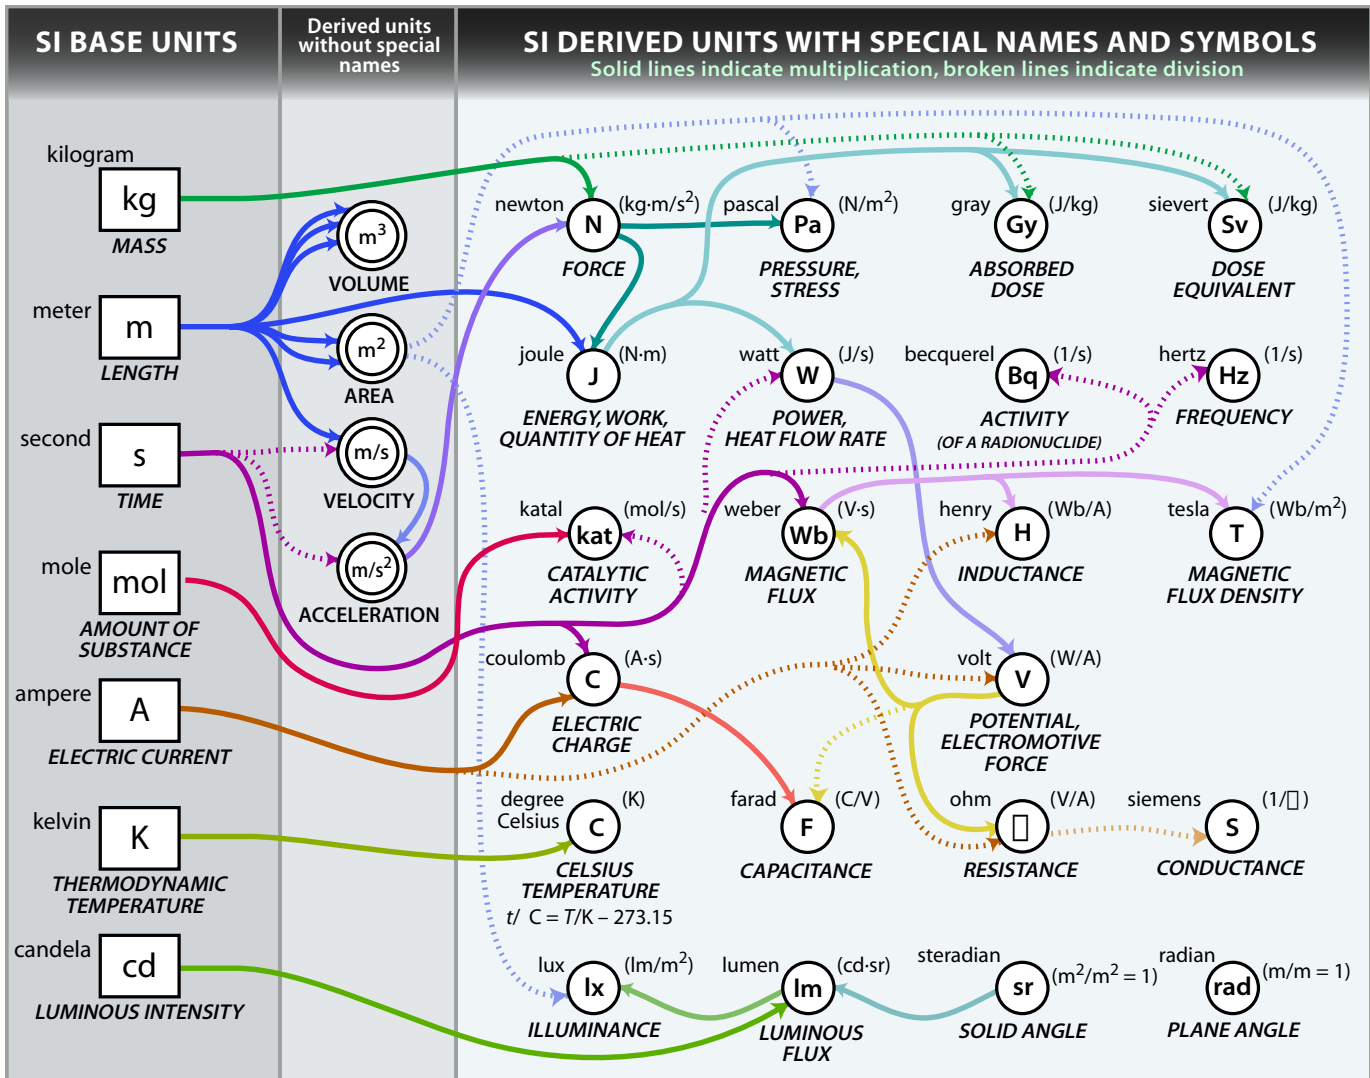 SI BASE UNITS
Derived units
without special
names
SI DERIVED UNITS WITH SPECIAL NAMES AND SYMBOLS
Solid lines indicate multiplication, broken lines indicate division
kilogram
kg
MASS
meter
m
LENGTH
second
s
TIME
mole
mol
AMOUNT OF
SUBSTANCE
ampere
A
ELECTRIC CURRENT
kelvin
K
THERMODYNAMIC
TEMPERATURE
candela
cd
LUMINOUS INTENSITY
m³
VOLUME
m²
AREA
m/s
VELOCITY
m/s²
ACCELERATION
newton
N
(kg·m/s²)
FORCE
pascal
Pa
(N/m²)
PRESSURE,
STRESS
gray
Gy
(J/kg)
ABSORBED
DOSE
sievert
Sv
(J/kg)
DOSE
EQUIVALENT
joule
J
(N·m)
ENERGY, WORK,
QUANTITY OF HEAT
watt
W
(J/s)
POWER,
HEAT FLOW RATE
becquerel
Bq
(1/s)
ACTIVITY
(OF A RADIONUCLIDE)
hertz
Hz
(1/s)
FREQUENCY
katal
kat
(mol/s)
CATALYTIC
ACTIVITY
weber
Wb
(V·s)
MAGNETIC
FLUX
henry
H
(Wb/A)
INDUCTANCE
tesla
T
(Wb/m²)
MAGNETIC
FLUX DENSITY
coulomb
C
(A·s)
ELECTRIC
CHARGE
volt
V
(W/A)
POTENTIAL,
ELECTROMOTIVE
FORCE
degree
Celsius
C
(K)
CELSIUS
TEMPERATURE
t/ C = T/K – 273.15
farad
F
(C/V)
CAPACITANCE
ohm
▯
(V/A)
RESISTANCE
siemens
S
(1/▯)
CONDUCTANCE
lux
lx
(lm/m²)
ILLUMINANCE
lumen
lm
(cd·sr)
LUMINOUS
FLUX
steradian
sr
(m²/m² = 1)
SOLID ANGLE
radian
rad
(m/m = 1)
PLANE ANGLE